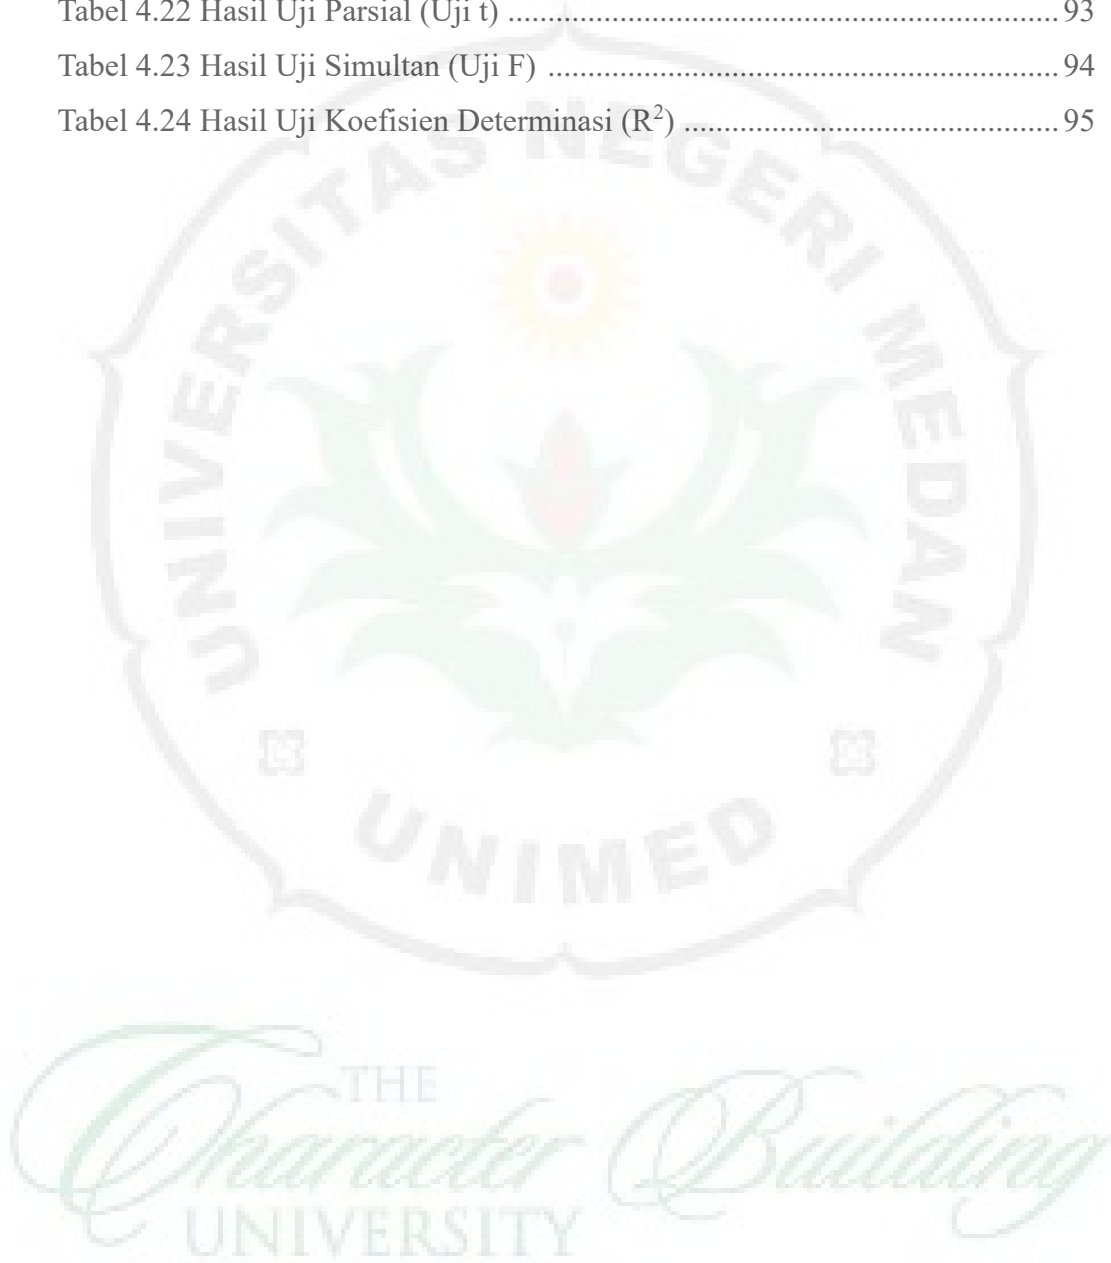 Tabel 4.22 Hasil Uji Parsial (Uji t) ................................................................... 93
Tabel 4.23 Hasil Uji Simultan (Uji F) .............................................................. 94
Tabel 4.24 Hasil Uji Koefisien Determinasi (R²) ............................................. 95
UNIVERSITAS NEGERI MEDAN
UNIMED
THE
Character Building
UNIVERSITY